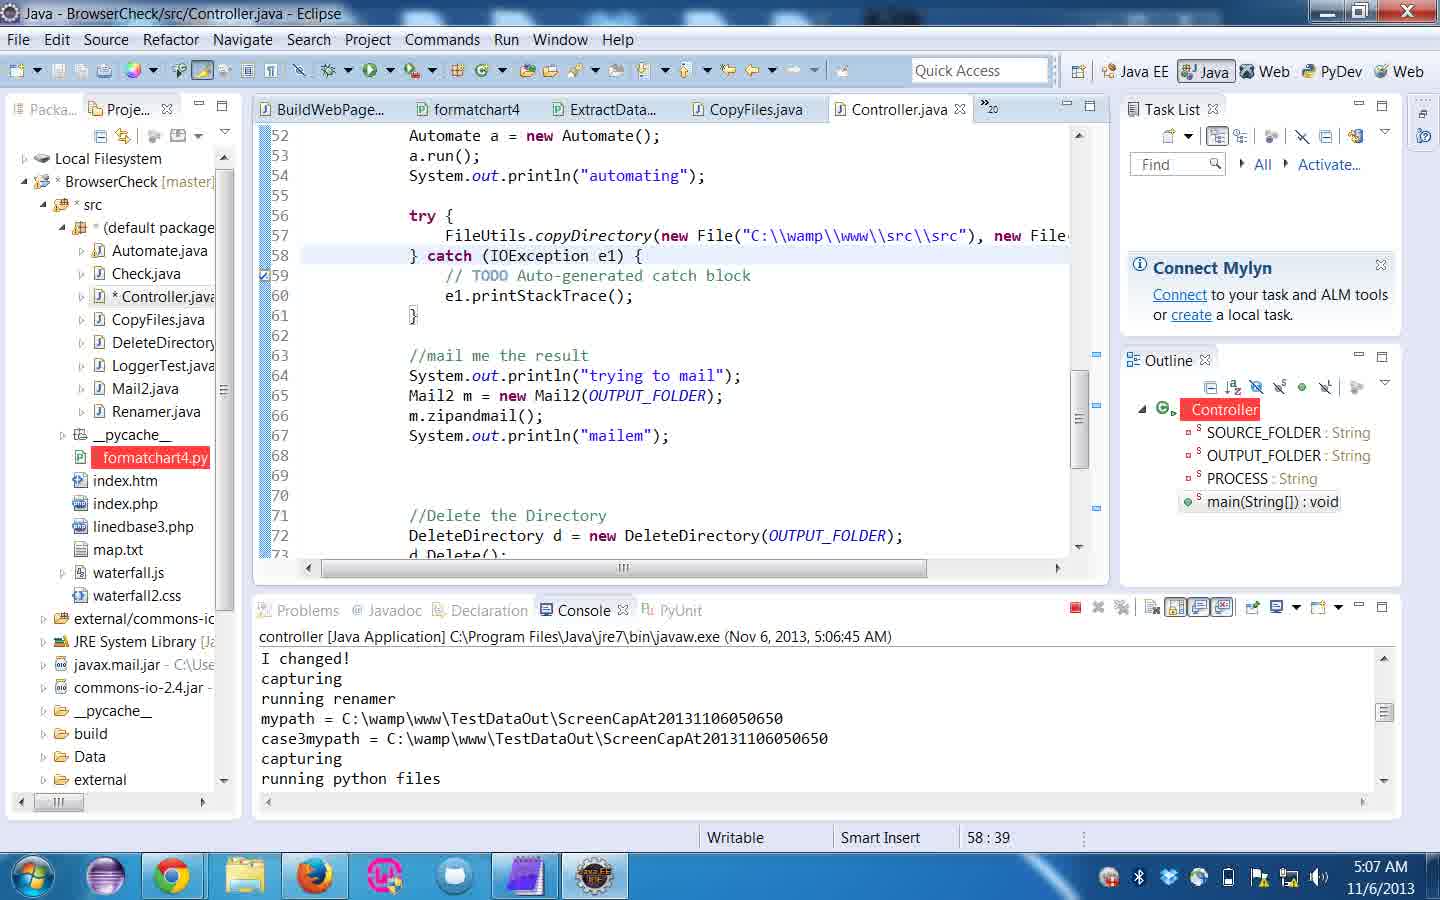 Java - BrowserCheck/src/Controller.java - Eclipse
File Edit Source Refactor Navigate Search Project Commands Run Window Help
Quick Access
Java EE
Java
Web
PyDev
Web
Packa...
Proje...
BuildWebPage...
formatchart4
ExtractData...
CopyFiles.java
Controller.java
»20
Task List
Local Filesystem
* BrowserCheck [master]
* src
* (default package
Automate.java
Check.java
* Controller.java
CopyFiles.java
DeleteDirectory
LoggerTest.java
Mail2.java
Renamer.java
__pycache__
formatchart4.py
index.htm
index.php
linedbase3.php
map.txt
waterfall.js
waterfall2.css
external/commons-io
JRE System Library [Ja
javax.mail.jar - C:\Use
commons-io-2.4.jar -
__pycache__
build
Data
external
52 Automate a = new Automate();
53 a.run();
54 System.out.println("automating");
55
56 try {
57 FileUtils.copyDirectory(new File("C:\\wamp\\www\\src\\src"), new File(
58 } catch (IOException e1) {
59 // TODO Auto-generated catch block
60 e1.printStackTrace();
61 }
62
63 //mail me the result
64 System.out.println("trying to mail");
65 Mail2 m = new Mail2(OUTPUT_FOLDER);
66 m.zipandmail();
67 System.out.println("mailem");
68
69
70
71 //Delete the Directory
72 DeleteDirectory d = new DeleteDirectory(OUTPUT_FOLDER);
73 d.Delete();
Find
All
Activate...
Connect Mylyn
Connect to your task and ALM tools
or create a local task.
Outline
Controller
SOURCE_FOLDER : String
OUTPUT_FOLDER : String
PROCESS : String
main(String[]) : void
Problems
@ Javadoc
Declaration
Console
PyUnit
controller [Java Application] C:\Program Files\Java\jre7\bin\javaw.exe (Nov 6, 2013, 5:06:45 AM)
I changed!
capturing
running renamer
mypath = C:\wamp\www\TestDataOut\ScreenCapAt20131106050650
case3mypath = C:\wamp\www\TestDataOut\ScreenCapAt20131106050650
capturing
running python files
Writable
Smart Insert
58 : 39
Java EE
IDE
5:07 AM
11/6/2013